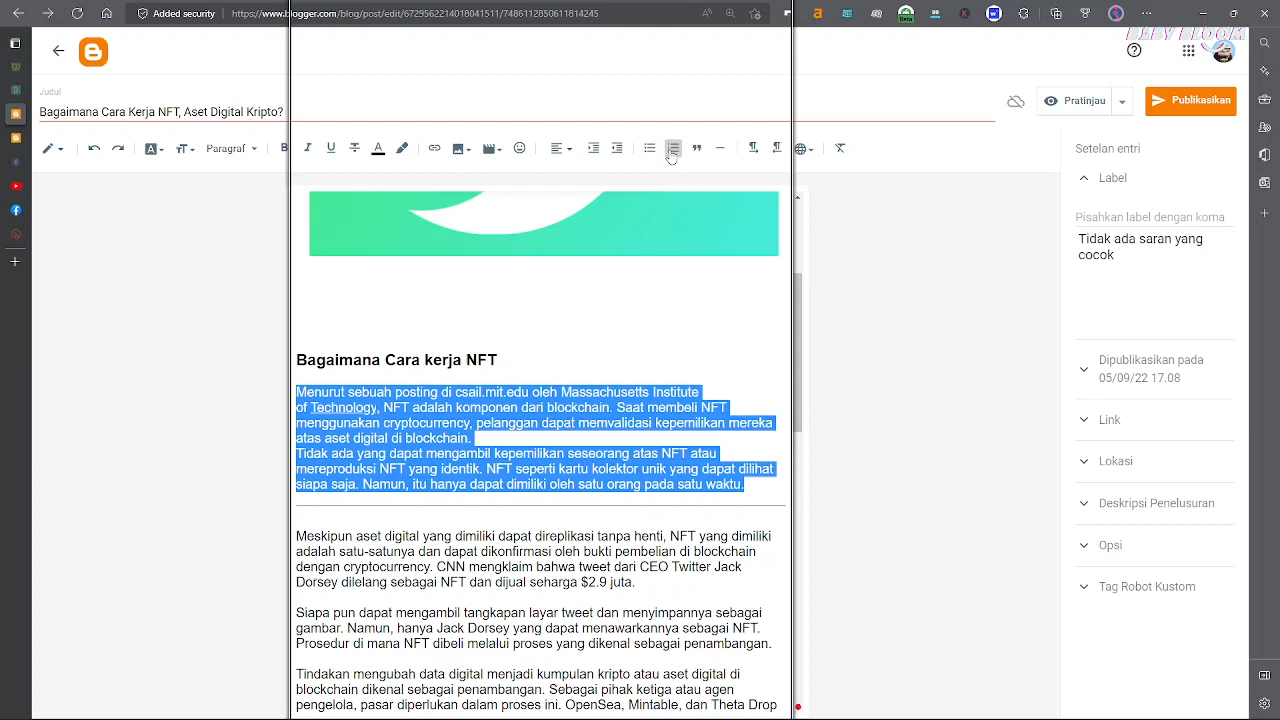 Added security
https://www.blogger.com/blog/post/edit/6729562214018041511/7486112850611814245
Beta
Judul
Bagaimana Cara Kerja NFT, Aset Digital Kripto?
Pratinjau
Publikasikan
Paragraf
Setelan entri
Label
Pisahkan label dengan koma
Tidak ada saran yang
cocok
Dipublikasikan pada
05/09/22 17.08
Link
Lokasi
Deskripsi Penelusuran
Opsi
Tag Robot Kustom
Bagaimana Cara kerja NFT
Menurut sebuah posting di csail.mit.edu oleh Massachusetts Institute
of Technology, NFT adalah komponen dari blockchain. Saat membeli NFT
menggunakan cryptocurrency, pelanggan dapat memvalidasi kepemilikan mereka
atas aset digital di blockchain.
Tidak ada yang dapat mengambil kepemilikan seseorang atas NFT atau
mereproduksi NFT yang identik. NFT seperti kartu kolektor unik yang dapat dilihat
siapa saja. Namun, itu hanya dapat dimiliki oleh satu orang pada satu waktu.
Meskipun aset digital yang dimiliki dapat direplikasi tanpa henti, NFT yang dimiliki
adalah satu-satunya dan dapat dikonfirmasi oleh bukti pembelian di blockchain
dengan cryptocurrency. CNN mengklaim bahwa tweet dari CEO Twitter Jack
Dorsey dilelang sebagai NFT dan dijual seharga $2.9 juta.
Siapa pun dapat mengambil tangkapan layar tweet dan menyimpannya sebagai
gambar. Namun, hanya Jack Dorsey yang dapat menawarkannya sebagai NFT.
Prosedur di mana NFT dibeli melalui proses yang dikenal sebagai penambangan.
Tindakan mengubah data digital menjadi kumpulan kripto atau aset digital di
blockchain dikenal sebagai penambangan. Sebagai pihak ketiga atau agen
pengelola, pasar diperlukan dalam proses ini. OpenSea, Mintable, dan Theta Drop